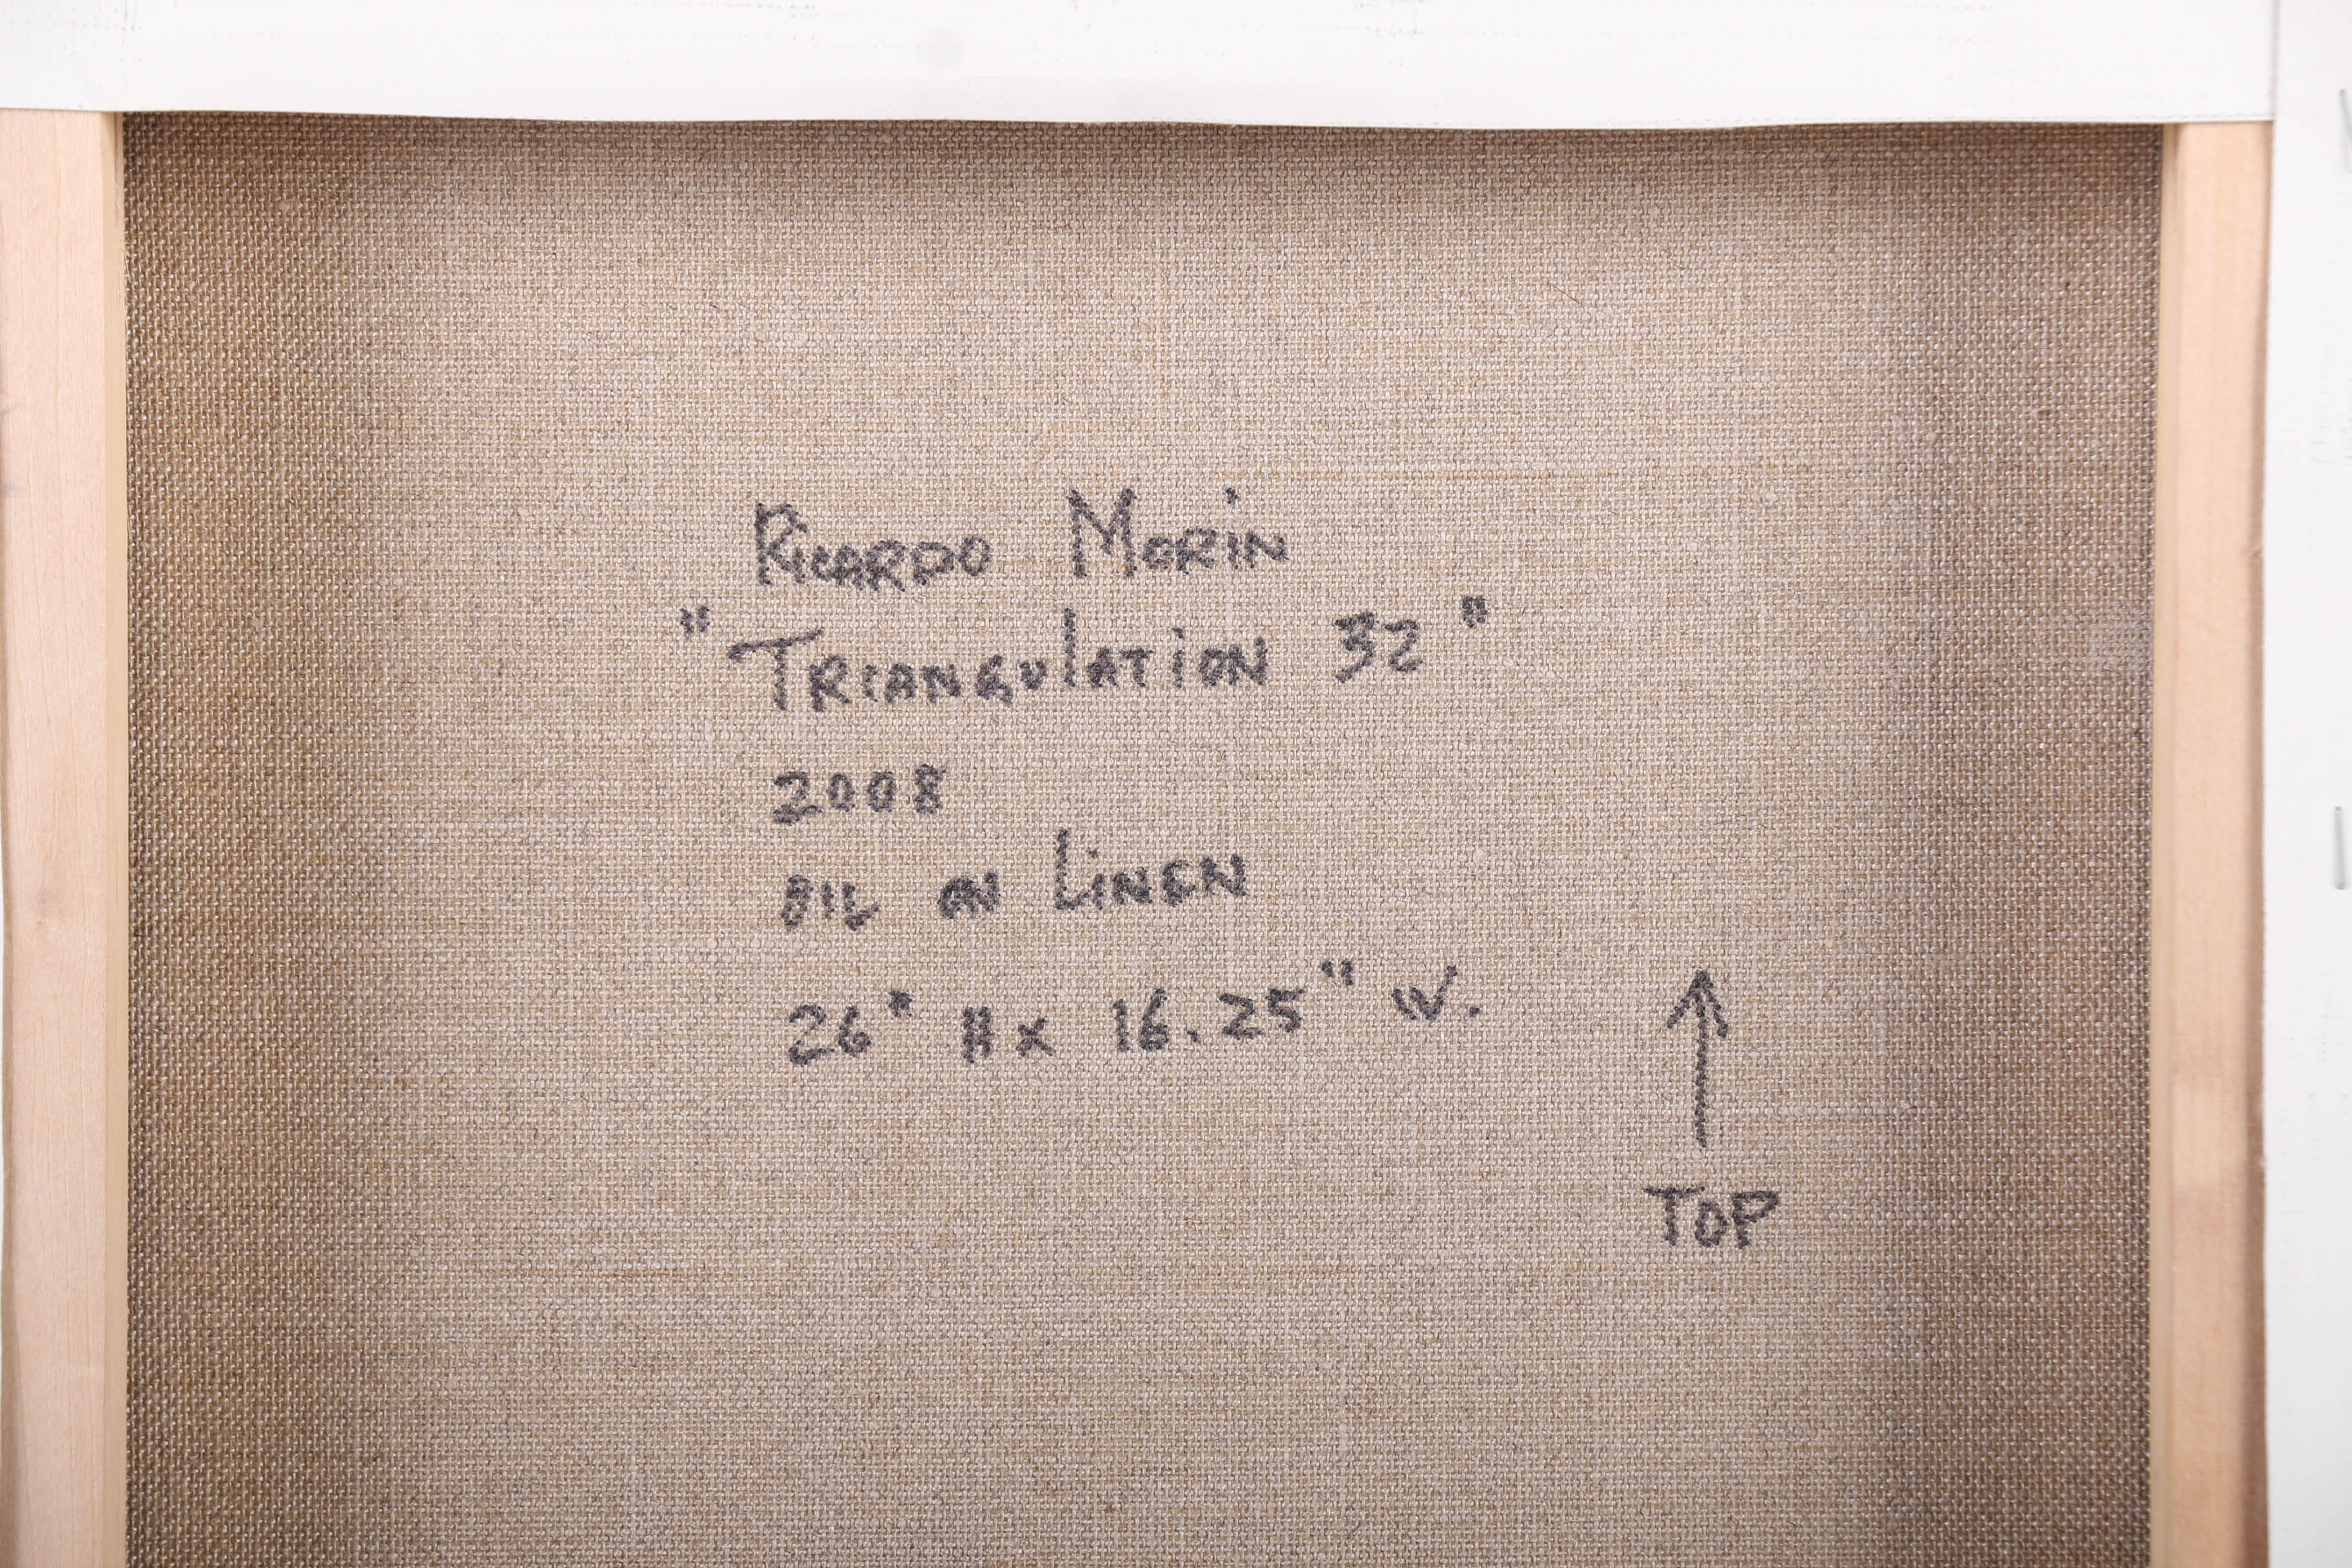 Ricardo Morin
"Triangulation 32"
2008
oil on Linen
26" H x 16.25" W.
↑
TOP